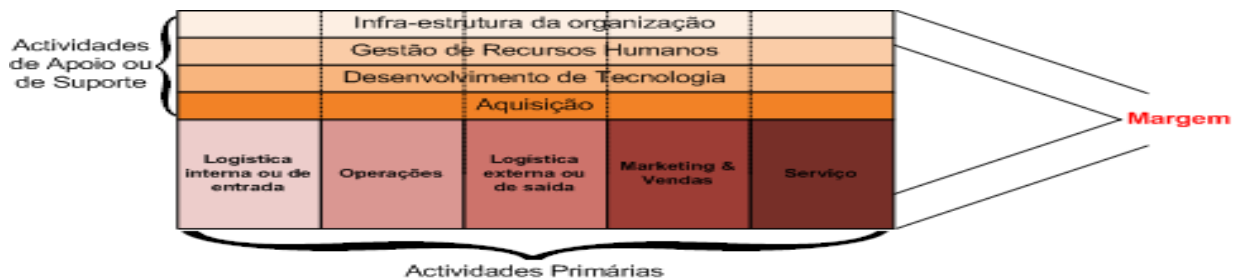 Infra-estrutura da organização
Gestão de Recursos Humanos
Desenvolvimento de Tecnologia
Aquisição
Actividades
de Apoio ou
de Suporte
Logística
interna ou de
entrada
Operações
Logística
externa ou
de saída
Marketing &
Vendas
Serviço
Margem
Actividades Primárias